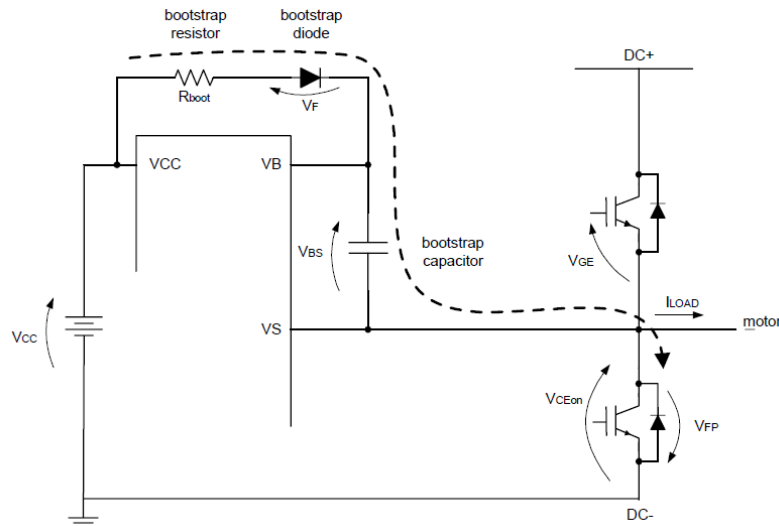 bootstrap
resistor
bootstrap
diode
DC+
Rboot
VF
VCC
VB
VBS
bootstrap
capacitor
VGE
ILOAD
VCC
VS
motor
VCEon
VFP
DC-